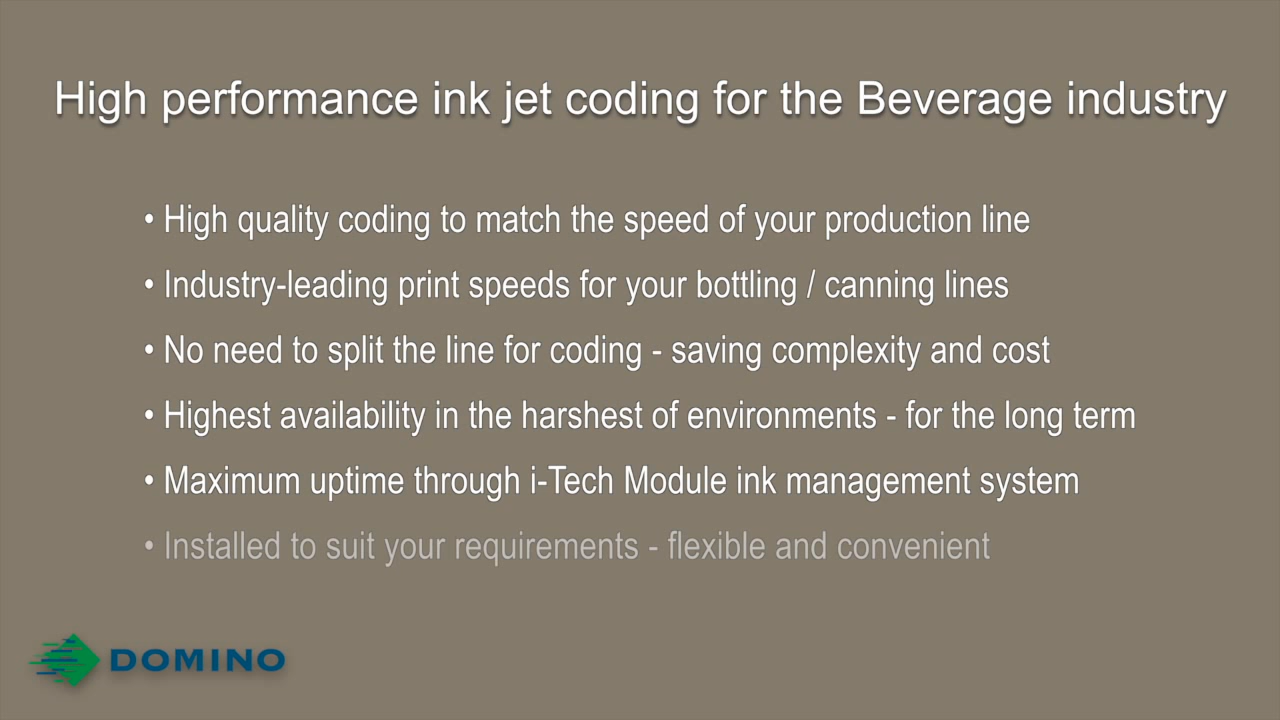 High performance ink jet coding for the Beverage industry
• High quality coding to match the speed of your production line
• Industry-leading print speeds for your bottling / canning lines
• No need to split the line for coding - saving complexity and cost
• Highest availability in the harshest of environments - for the long term
• Maximum uptime through i-Tech Module ink management system
• Installed to suit your requirements - flexible and convenient
DOMINO